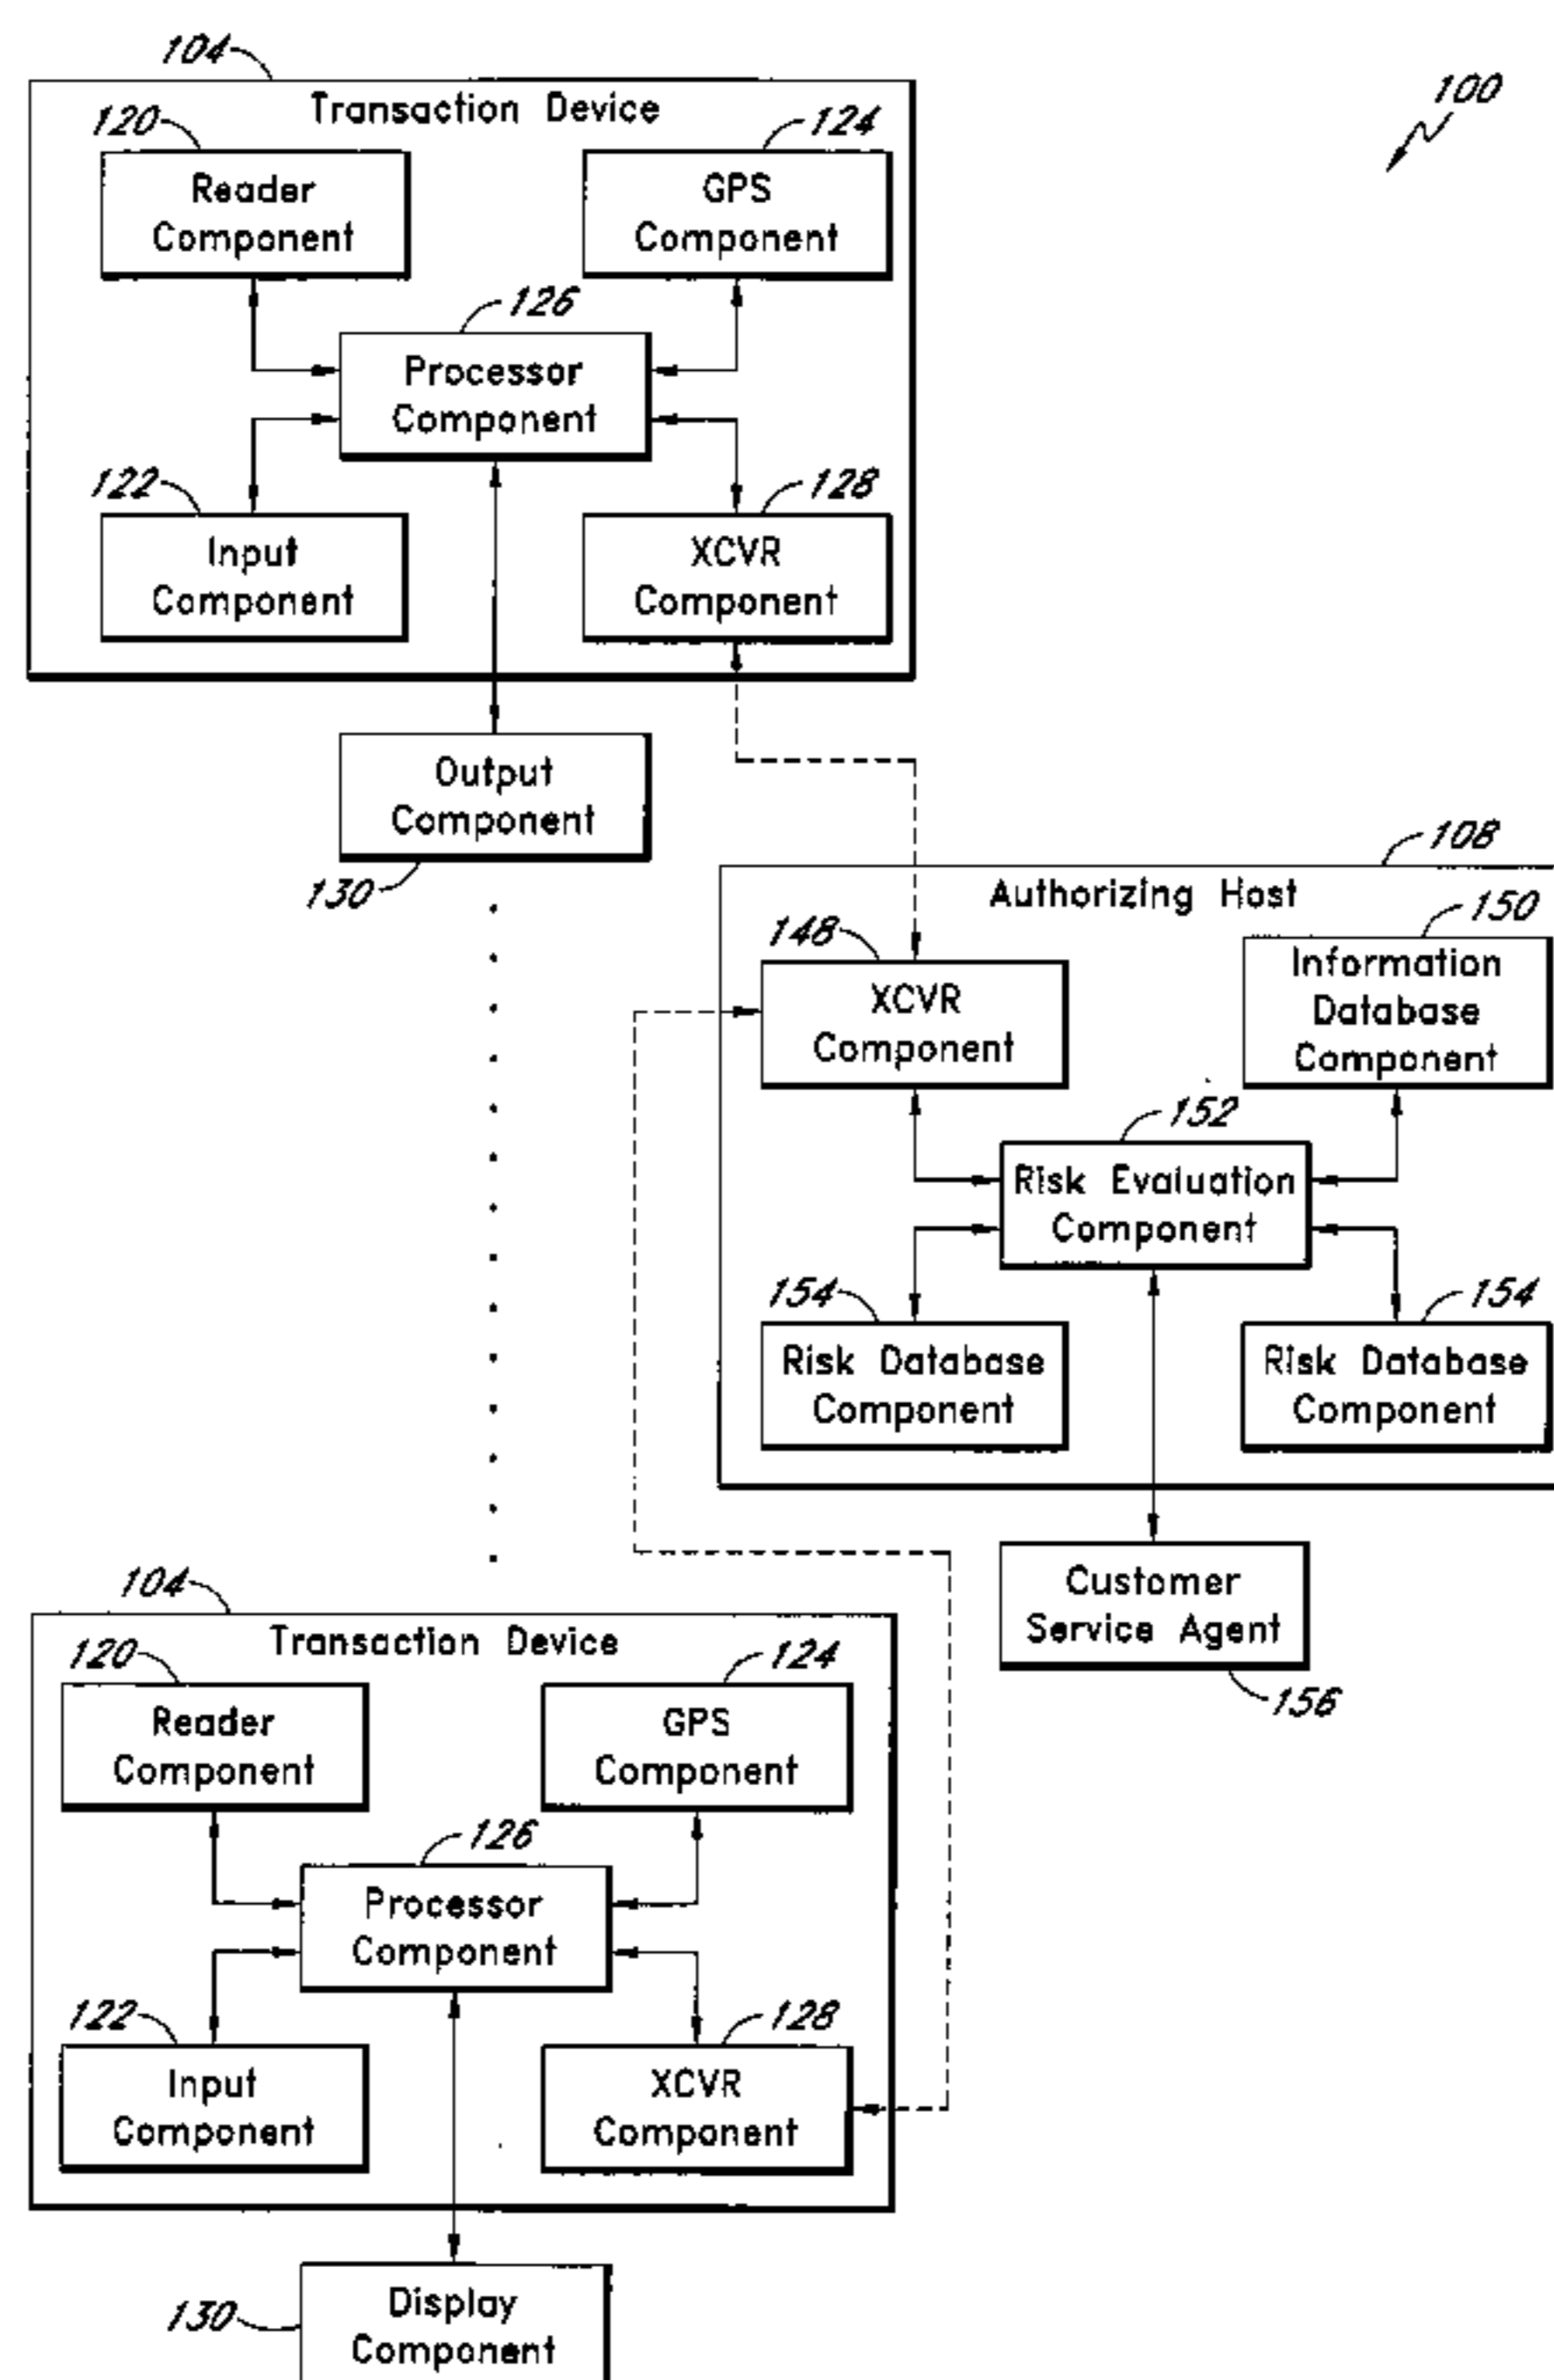 104
100
Transaction Device
120
124
Reader
Component
GPS
Component
126
Processor
Component
122
128
Input
Component
XCVR
Component
Output
Component
130
108
Authorizing Host
148
150
XCVR
Component
Information
Database
Component
152
Risk Evaluation
Component
154
154
Risk Database
Component
Risk Database
Component
Customer
Service Agent
156
104
Transaction Device
120
124
Reader
Component
GPS
Component
126
Processor
Component
122
128
Input
Component
XCVR
Component
130
Display
Component